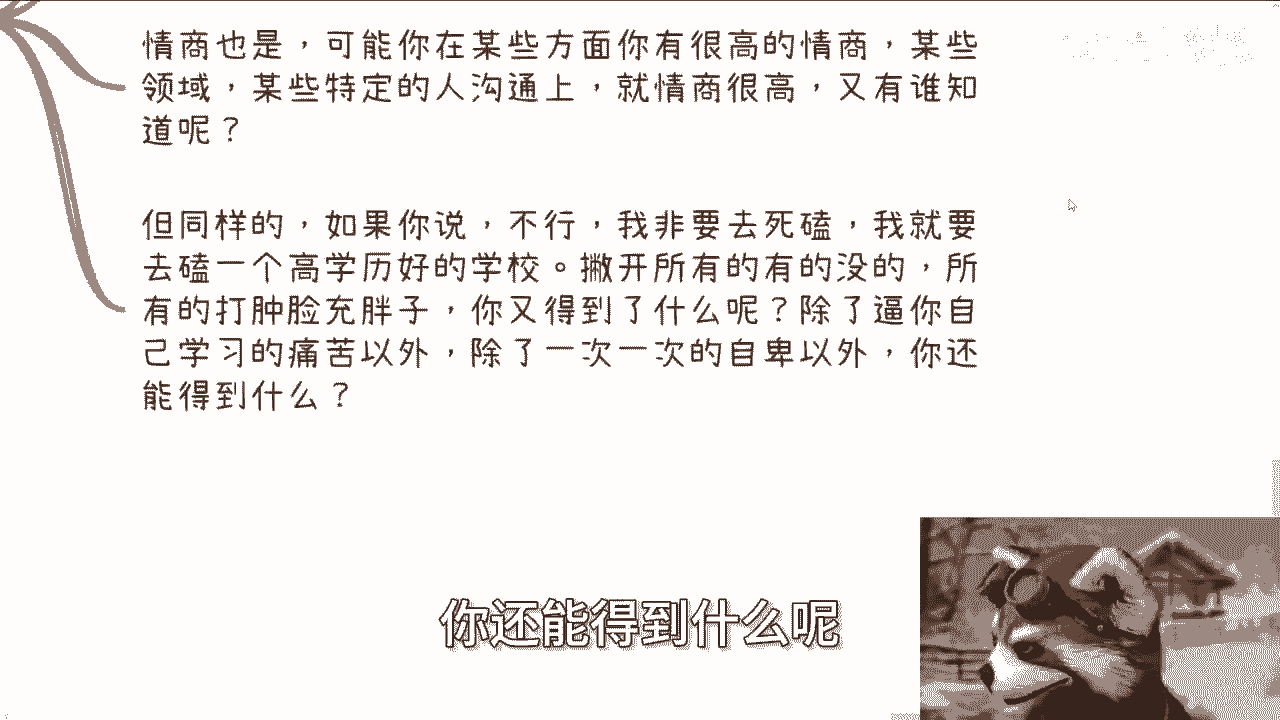 情商也是，可能你在某些方面你有很高的情商，某些
领域，某些特定的人沟通上，就情商很高，又有谁知
道呢？
但同样的，如果你说，不行，我非要去死磕，我就要
去磕一个高学历好的学校。撇开所有的有的没的，所
有的打肿脸充胖子，你又得到了什么呢？除了逼你自
己学习的痛苦以外，除了一次一次的自卑以外，你还
能得到什么？
你还能得到什么呢